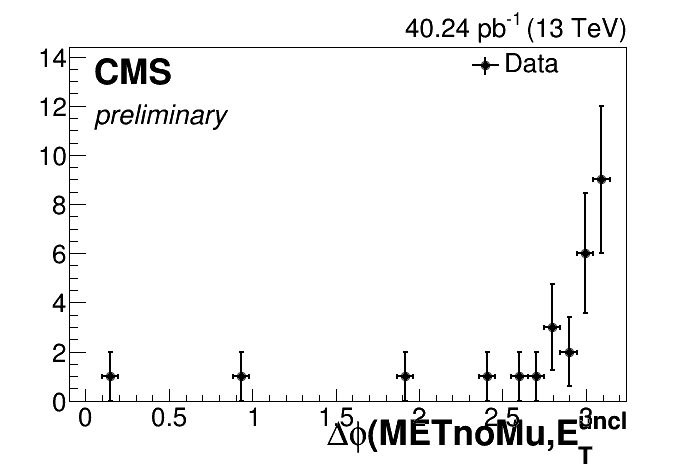 40.24 pb⁻¹ (13 TeV)
CMS
Data
preliminary
14
12
10
8
6
4
2
0
0 0.5 1 1.5 2 2.5 3
Δϕ(METnoMu,E_T^uncl